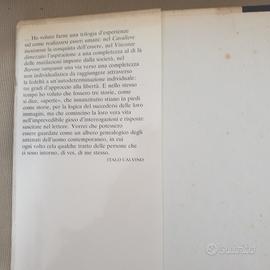 ... Ho voluto farne una trilogia d'esperienze
sul come realizzarsi esseri umani: nel Cavaliere
inesistente la conquista dell'essere, nel Visconte
dimezzato l'aspirazione a una completezza al di là
delle mutilazioni imposte dalla società, nel
Barone rampante una via verso una completezza
non individualistica da raggiungere attraverso
la fedeltà a un'autodeterminazione individuale:
tre gradi d'approccio alla libertà. E nello stesso
tempo ho voluto che fossero tre storie, come
si dice, «aperte», che innanzitutto stiano in piedi
come storie, per la logica del succedersi delle loro
immagini, ma che comincino la loro vera vita
nell'imprevedibile gioco d'interrogazioni e risposte
suscitate nel lettore. Vorrei che potessero
essere guardate come un albero genealogico degli
antenati dell'uomo contemporaneo, in cui
ogni volto cela qualche tratto delle persone che
ci sono intorno, di voi, di me stesso.
ITALO CALVINO
subito